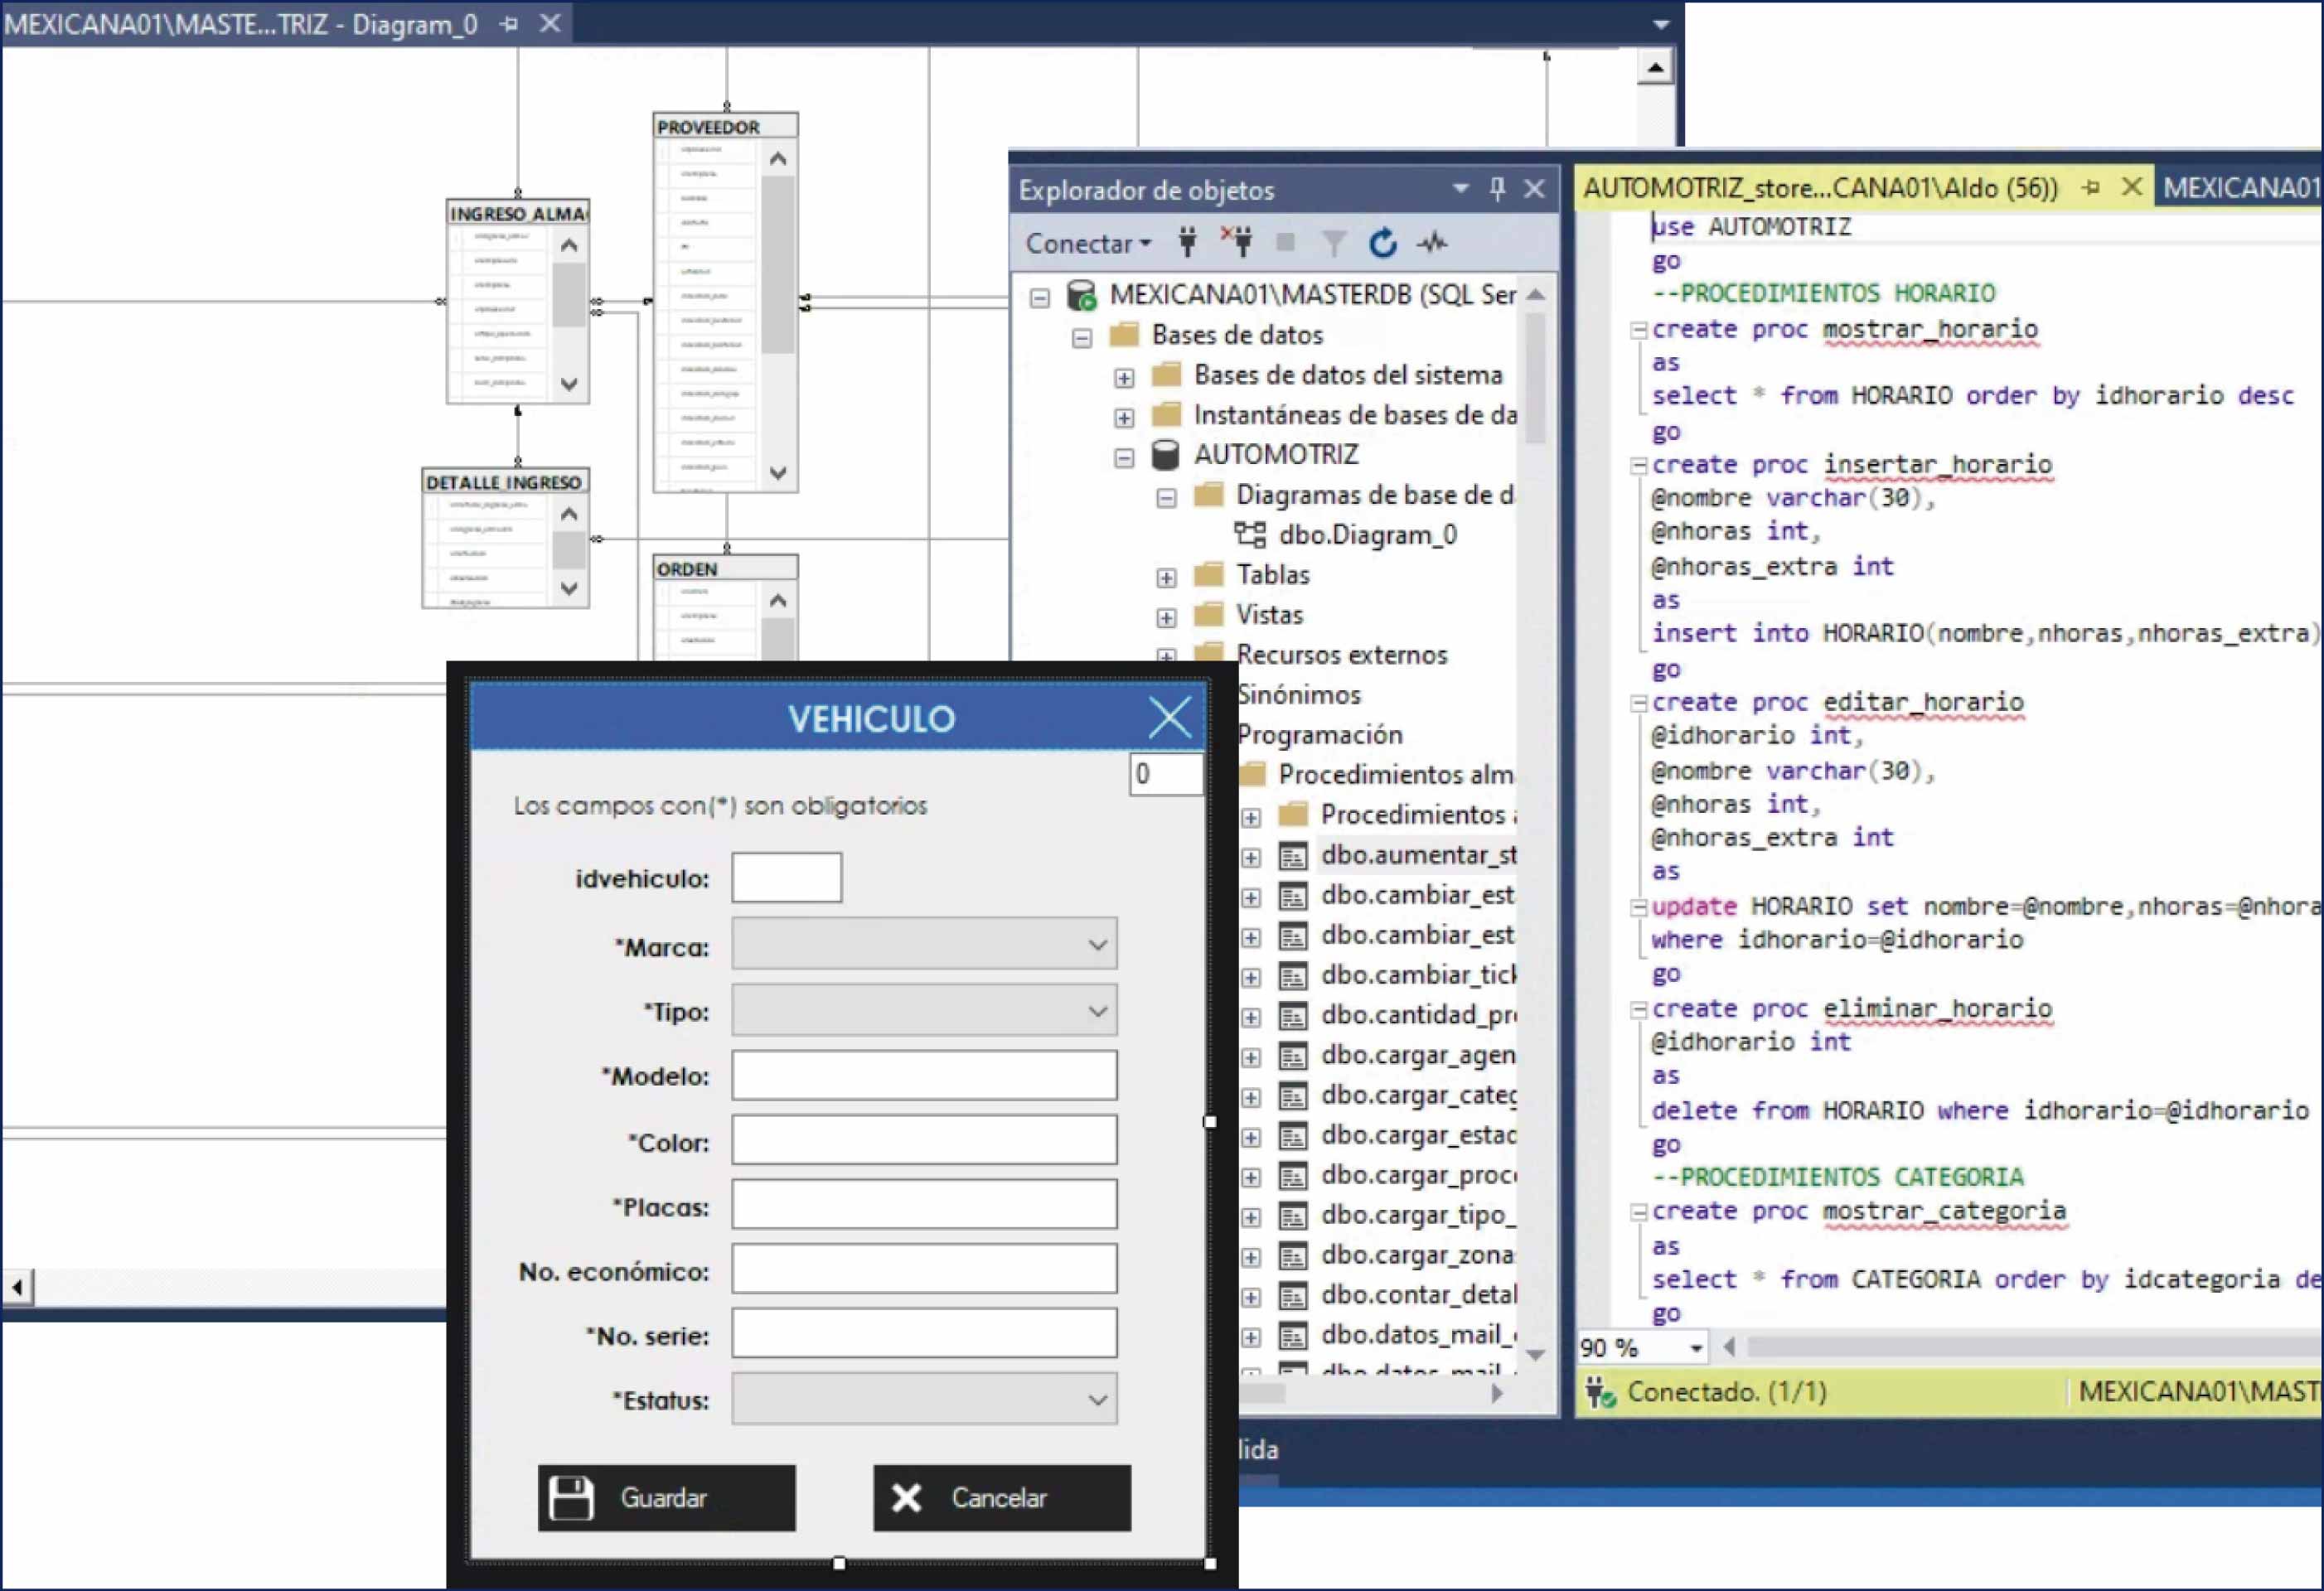 MEXICANA01\MASTE...TRIZ - Diagram_0
PROVEEDOR
INGRESO_ALMA
DETALLE_INGRESO_
ORDEN
Explorador de objetos
Conectar
MEXICANA01\MASTERDB (SQL Ser
Bases de datos
Bases de datos del sistema
Instantáneas de bases de da
AUTOMOTRIZ
Diagramas de base de d
dbo.Diagram_0
Tablas
Vistas
Recursos externos
Sinónimos
Programación
Procedimientos alm
Procedimientos
dbo.aumentar_st
dbo.cambiar_est
dbo.cambiar_est
dbo.cambiar_tick
dbo.cantidad_pr
dbo.cargar_agen
dbo.cargar_categ
dbo.cargar_estad
dbo.cargar_proc
dbo.cargar_tipo_
dbo.cargar_zona
dbo.contar_detal
dbo.datos_mail_
dbo.datos_mail
lida
AUTOMOTRIZ_store...CANA01\Aldo (56))
MEXICANA01
use AUTOMOTRIZ
go
--PROCEDIMIENTOS HORARIO
create proc mostrar_horario
as
select * from HORARIO order by idhorario desc
go
create proc insertar_horario
@nombre varchar(30),
@nhoras int,
@nhoras_extra int
as
insert into HORARIO(nombre,nhoras,nhoras_extra)
go
create proc editar_horario
@idhorario int,
@nombre varchar(30),
@nhoras int,
@nhoras_extra int
as
update HORARIO set nombre=@nombre,nhoras=@nhora
where idhorario=@idhorario
go
create proc eliminar_horario
@idhorario int
as
delete from HORARIO where idhorario=@idhorario
go
--PROCEDIMIENTOS CATEGORIA
create proc mostrar_categoria
as
select * from CATEGORIA order by idcategoria de
go
90 %
Conectado. (1/1)
MEXICANA01\MAST
VEHICULO
0
Los campos con(*) son obligatorios
idvehiculo:
*Marca:
*Tipo:
*Modelo:
*Color:
*Placas:
No. económico:
*No. serie:
*Estatus:
Guardar
Cancelar